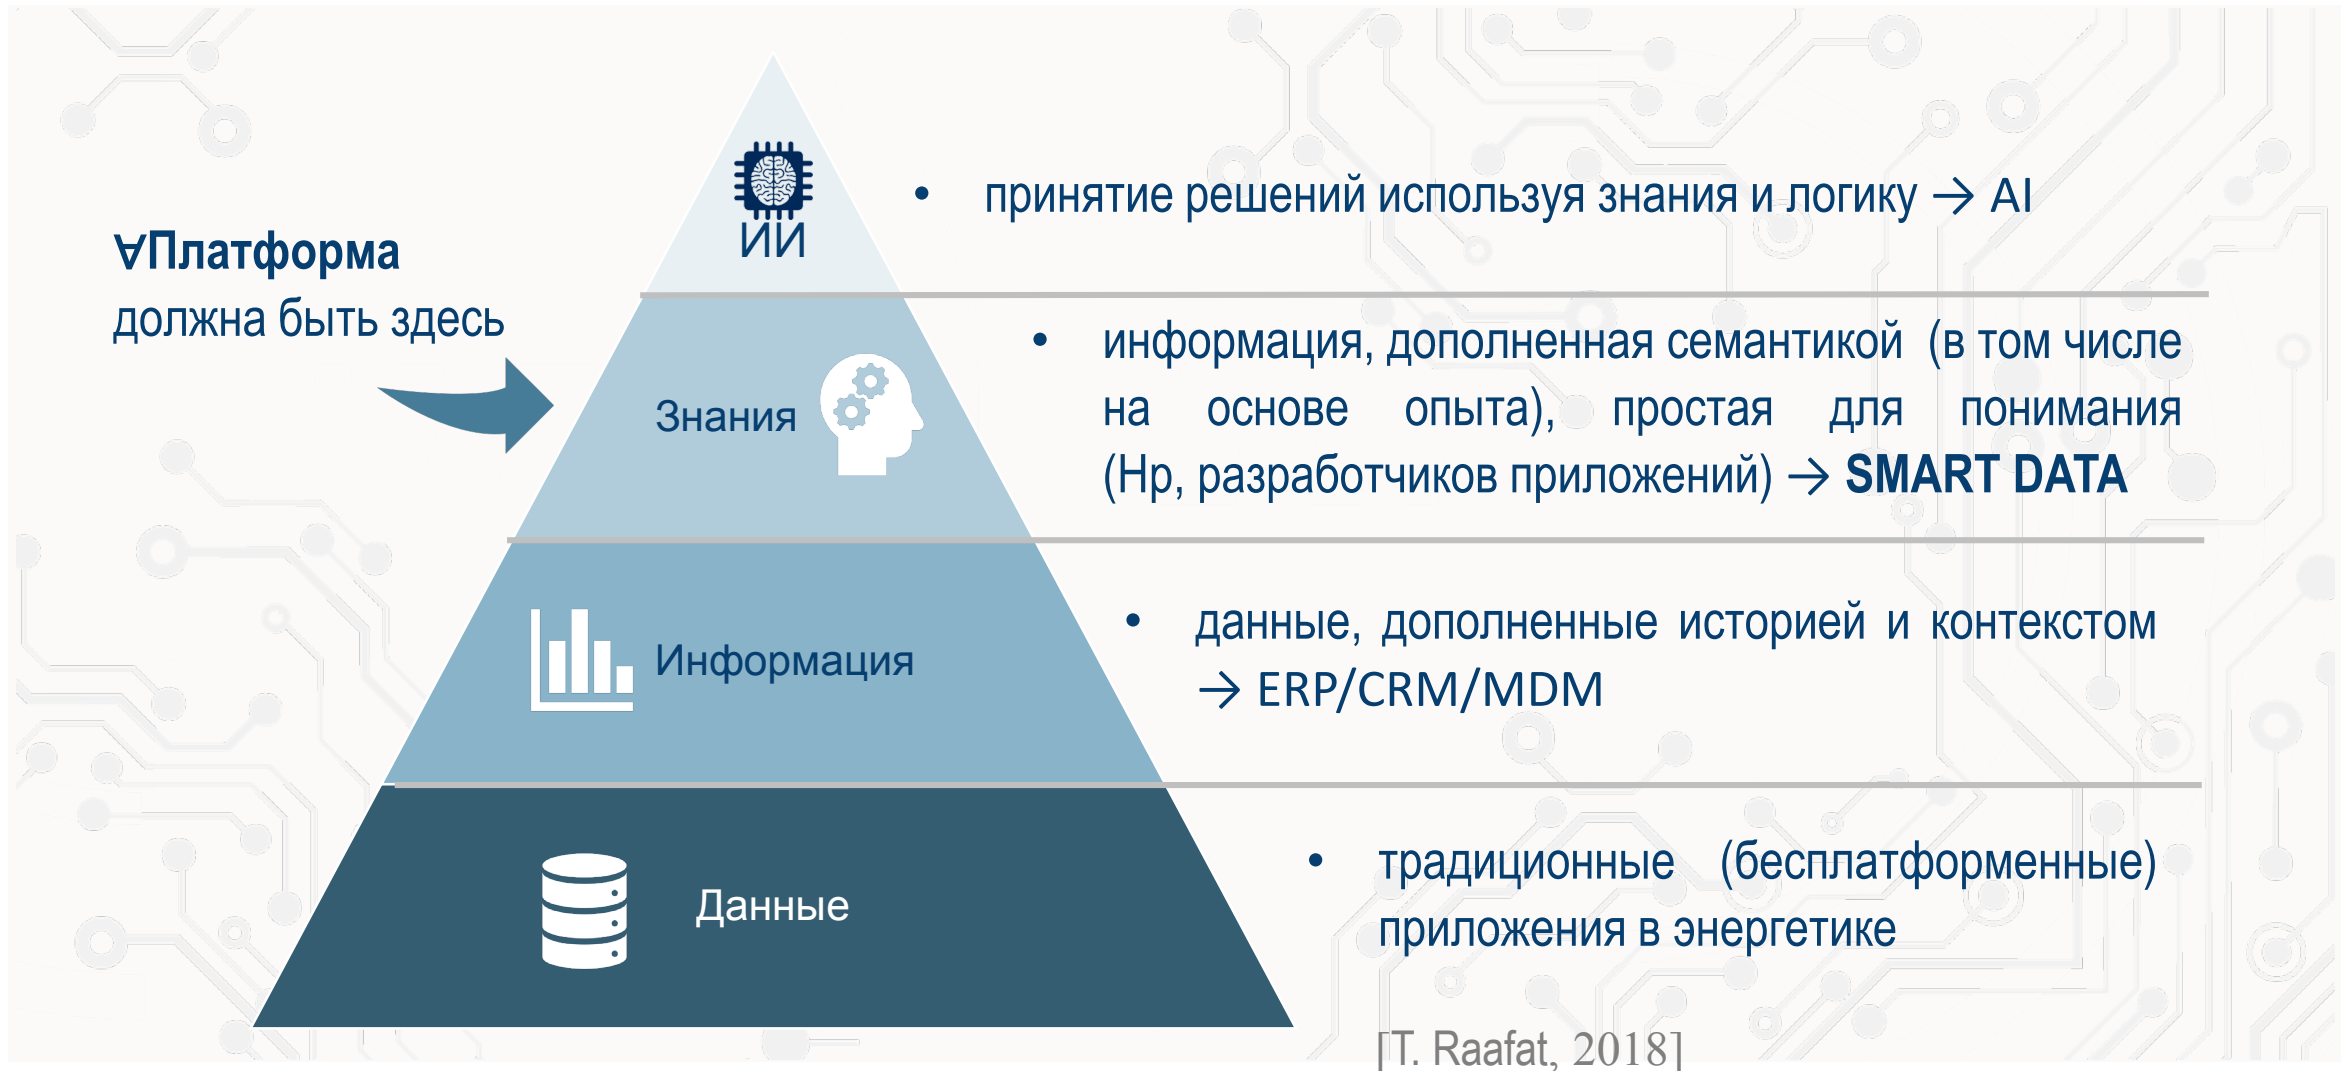 ИИ
• принятие решений используя знания и логику → AI
∀Платформа
должна быть здесь
Знания
• информация, дополненная семантикой (в том числе
на основе опыта), простая для понимания
(Нр, разработчиков приложений) → SMART DATA
Информация
• данные, дополненные историей и контекстом
→ ERP/CRM/MDM
Данные
• традиционные (бесплатформенные)
приложения в энергетике
[T. Raafat, 2018]